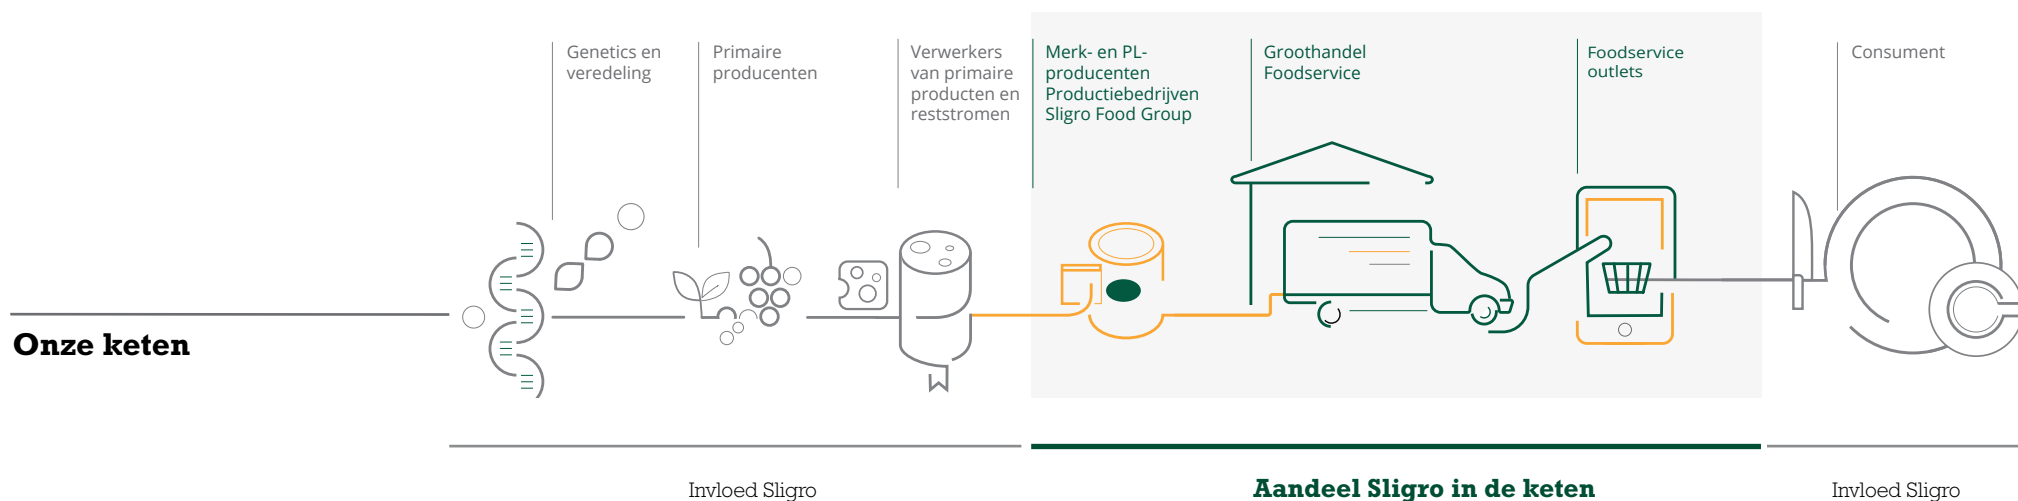 Genetics en
veredeling
Primaire
producenten
Verwerkers
van primaire
producten en
reststromen
Merk- en PL-
producenten
Productiebedrijven
Sligro Food Group
Groothandel
Foodservice
Foodservice
outlets
Consument
Onze keten
Invloed Sligro
Aandeel Sligro in de keten
Invloed Sligro